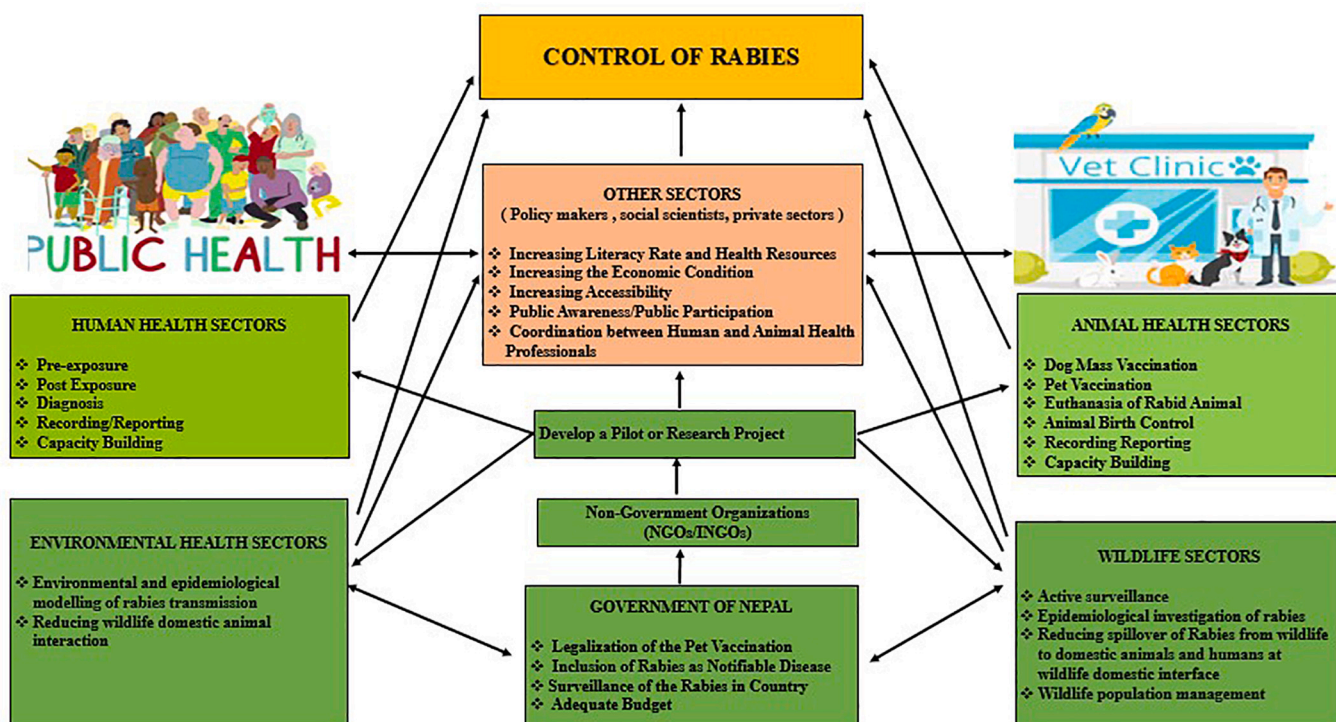 CONTROL OF RABIES
PUBLIC HEALTH
Vet Clinic
OTHER SECTORS
( Policy makers , social scientists, private sectors )
❖ Increasing Literacy Rate and Health Resources
❖ Increasing the Economic Condition
❖ Increasing Accessibility
❖ Public Awareness/Public Participation
❖ Coordination between Human and Animal Health
Professionals
HUMAN HEALTH SECTORS
❖ Pre-exposure
❖ Post Exposure
❖ Diagnosis
❖ Recording/Reporting
❖ Capacity Building
ANIMAL HEALTH SECTORS
❖ Dog Mass Vaccination
❖ Pet Vaccination
❖ Euthanasia of Rabid Animal
❖ Animal Birth Control
❖ Recording Reporting
❖ Capacity Building
Develop a Pilot or Research Project
Non-Government Organizations
(NGOs/INGOs)
ENVIRONMENTAL HEALTH SECTORS
❖ Environmental and epidemiological
modelling of rabies transmission
❖ Reducing wildlife domestic animal
interaction
GOVERNMENT OF NEPAL
❖ Legalization of the Pet Vaccination
❖ Inclusion of Rabies as Notifiable Disease
❖ Surveillance of the Rabies in Country
❖ Adequate Budget
WILDLIFE SECTORS
❖ Active surveillance
❖ Epidemiological investigation of rabies
❖ Reducing spillover of Rabies from wildlife
to domestic animals and humans at
wildlife domestic interface
❖ Wildlife population management